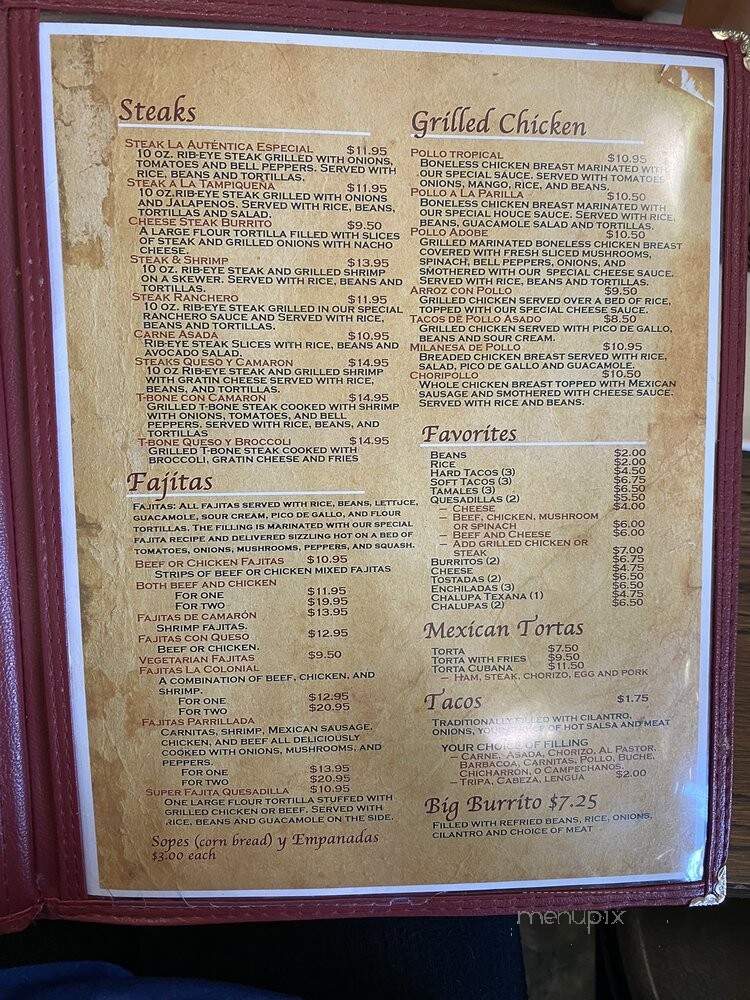 Steaks
STEAK LA AUTÉNTICA ESPECIAL $11.95
10 OZ. RIB-EYE STEAK GRILLED WITH ONIONS,
TOMATOES AND BELL PEPPERS. SERVED WITH
RICE, BEANS AND TORTILLAS.
STEAK A LA TAMPIQUEÑA $11.95
10 OZ.RIB-EYE STEAK GRILLED WITH ONIONS
AND JALAPENOS. SERVED WITH RICE, BEANS,
TORTILLAS AND SALAD.
CHEESE STEAK BURRITO $9.50
A LARGE FLOUR TORTILLA FILLED WITH SLICES
OF STEAK AND GRILLED ONIONS WITH NACHO
CHEESE.
STEAK & SHRIMP $13.95
10 OZ. RIB-EYE STEAK AND GRILLED SHRIMP
ON A SKEWER. SERVED WITH RICE, BEANS AND
TORTILLAS.
STEAK RANCHERO $11.95
10 OZ. RIB-EYE STEAK GRILLED IN OUR SPECIAL
RANCHERO SAUCE AND SERVED WITH RICE,
BEANS AND TORTILLAS.
CARNE ASADA $10.95
RIB-EYE STEAK SLICES WITH RICE, BEANS AND
AVOCADO SALAD.
STEAKS QUESO Y CAMARON $14.95
10 OZ RIB-EYE STEAK AND GRILLED SHRIMP
WITH GRATIN CHEESE SERVED WITH RICE,
BEANS, AND TORTILLAS.
T-BONE CON CAMARON $14.95
GRILLED T-BONE STEAK COOKED WITH SHRIMP
WITH ONIONS, TOMATOES, AND BELL
PEPPERS. SERVED WITH RICE, BEANS, AND
TORTILLAS
T-BONE QUESO Y BROCCOLI $14.95
GRILLED T-BONE STEAK COOKED WITH
BROCCOLI, GRATIN CHEESE AND FRIES
Fajitas
FAJITAS: ALL FAJITAS SERVED WITH RICE, BEANS, LETTUCE,
GUACAMOLE, SOUR CREAM, PICO DE GALLO, AND FLOUR
TORTILLAS. THE FILLING IS MARINATED WITH OUR SPECIAL
FAJITA RECIPE AND DELIVERED SIZZLING HOT ON A BED OF
TOMATOES, ONIONS, MUSHROOMS, PEPPERS, AND SQUASH.
BEEF OR CHICKEN FAJITAS $10.95
STRIPS OF BEEF OR CHICKEN MIXED FAJITAS
BOTH BEEF AND CHICKEN
FOR ONE $11.95
FOR TWO $19.95
FAJITAS DE CAMARÓN $13.95
SHRIMP FAJITAS.
FAJITAS CON QUESO $12.95
BEEF OR CHICKEN.
VEGETARIAN FAJITAS $9.50
FAJITAS LA COLONIAL
A COMBINATION OF BEEF, CHICKEN, AND
SHRIMP.
FOR ONE $12.95
FOR TWO $20.95
FAJITAS PARRILLADA
CARNITAS, SHRIMP, MEXICAN SAUSAGE,
CHICKEN, AND BEEF ALL DELICIOUSLY
COOKED WITH ONIONS, MUSHROOMS, AND
PEPPERS.
FOR ONE $13.95
FOR TWO $20.95
SUPER FAJITA QUESADILLA $10.95
ONE LARGE FLOUR TORTILLA STUFFED WITH
GRILLED CHICKEN OR BEEF. SERVED WITH
RICE, BEANS AND GUACAMOLE ON THE SIDE.
Sopes (corn bread) y Empanadas
$3.00 each
Grilled Chicken
POLLO TROPICAL $10.95
BONELESS CHICKEN BREAST MARINATED WITH
OUR SPECIAL SAUCE. SERVED WITH TOMATOES
ONIONS, MANGO, RICE, AND BEANS.
POLLO A LA PARILLA $10.50
BONELESS CHICKEN BREAST MARINATED WITH
OUR SPECIAL HOUCE SAUCE. SERVED WITH RICE,
BEANS, GUACAMOLE SALAD AND TORTILLAS.
POLLO ADOBE $10.50
GRILLED MARINATED BONELESS CHICKEN BREAST
COVERED WITH FRESH SLICED MUSHROOMS,
SPINACH, BELL PEPPERS, ONIONS, AND
SMOTHERED WITH OUR SPECIAL CHEESE SAUCE.
SERVED WITH RICE, BEANS AND TORTILLAS.
ARROZ CON POLLO $9.50
GRILLED CHICKEN SERVED OVER A BED OF RICE,
TOPPED WITH OUR SPECIAL CHEESE SAUCE.
TACOS DE POLLO ASADO $8.50
GRILLED CHICKEN SERVED WITH PICO DE GALLO,
BEANS AND SOUR CREAM.
MILANESA DE POLLO $10.95
BREADED CHICKEN BREAST SERVED WITH RICE,
SALAD, PICO DE GALLO AND GUACAMOLE.
CHORIPOLLO $10.50
WHOLE CHICKEN BREAST TOPPED WITH MEXICAN
SAUSAGE AND SMOTHERED WITH CHEESE SAUCE.
SERVED WITH RICE AND BEANS.
Favorites
BEANS $2.00
RICE $2.00
HARD TACOS (3) $4.50
SOFT TACOS (3) $6.75
TAMALES (3) $6.50
QUESADILLAS (2) $5.50
– CHEESE $4.00
– BEEF, CHICKEN, MUSHROOM
OR SPINACH $6.00
– BEEF AND CHEESE $6.00
– ADD GRILLED CHICKEN OR
STEAK $7.00
BURRITOS (2) $6.75
CHEESE $4.75
TOSTADAS (2) $6.50
ENCHILADAS (3) $6.50
CHALUPA TEXANA (1) $4.75
CHALUPAS (2) $6.50
Mexican Tortas
TORTA $7.50
TORTA WITH FRIES $9.50
TORTA CUBANA $11.50
– HAM, STEAK, CHORIZO, EGG AND PORK
Tacos $1.75
TRADITIONALLY FILLED WITH CILANTRO,
ONIONS, OF HOT SALSA AND MEAT
YOUR CHOICE OF FILLING
– CARNE, ASADA, CHORIZO, AL PASTOR,
BARBACOA, CARNITAS, POLLO, BUCHE,
CHICHARRON, O CAMPECHANOS.
– TRIPA, CABEZA, LENGUA $2.00
Big Burrito $7.25
FILLED WITH REFRIED BEANS, RICE, ONIONS,
CILANTRO AND CHOICE OF MEAT
menupix